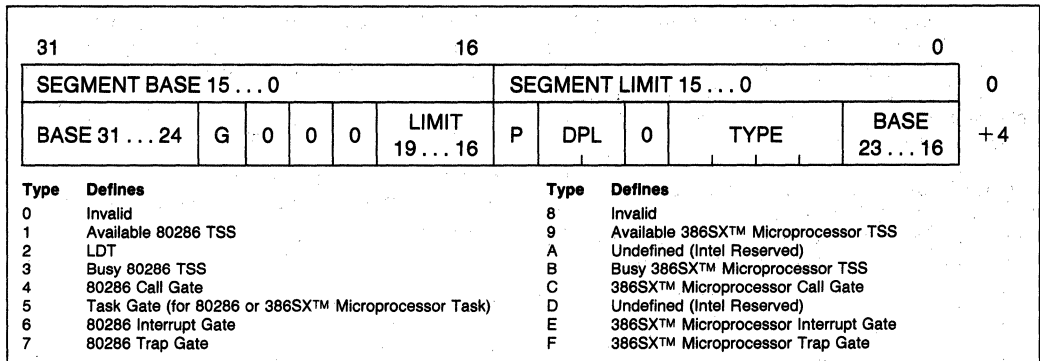 31 16 0
SEGMENT BASE 15 . . . 0 SEGMENT LIMIT 15 . . . 0 0
BASE 31 . . . 24 G 0 0 0 LIMIT 19 . . . 16 P DPL 0 TYPE BASE 23 . . . 16 +4
Type Defines
0 Invalid
1 Available 80286 TSS
2 LDT
3 Busy 80286 TSS
4 80286 Call Gate
5 Task Gate (for 80286 or 386SX™ Microprocessor Task)
6 80286 Interrupt Gate
7 80286 Trap Gate
Type Defines
8 Invalid
9 Available 386SX™ Microprocessor TSS
A Undefined (Intel Reserved)
B Busy 386SX™ Microprocessor TSS
C 386SX™ Microprocessor Call Gate
D Undefined (Intel Reserved)
E 386SX™ Microprocessor Interrupt Gate
F 386SX™ Microprocessor Trap Gate